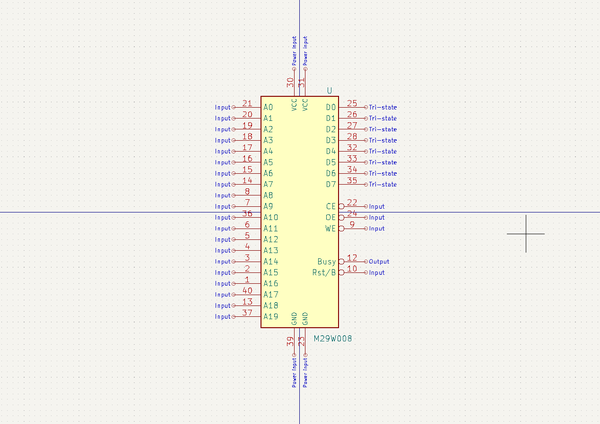 Power Input Power Input
30 31
U
VCC VCC
Input 21 A0 D0 25 Tri-state
Input 20 A1 D1 26 Tri-state
Input 19 A2 D2 27 Tri-state
Input 18 A3 D3 28 Tri-state
Input 17 A4 D4 32 Tri-state
Input 16 A5 D5 33 Tri-state
Input 15 A6 D6 34 Tri-state
Input 14 A7 D7 35 Tri-state
Input 8 A8
Input 7 A9 CE 22 Input
Input 36 A10 OE 24 Input
Input 6 A11 WE 9 Input
Input 5 A12
Input 4 A13
Input 3 A14 Busy 12 Output
Input 2 A15 Rst/B 10 Input
Input 1 A16
Input 40 A17
Input 13 A18
Input 37 A19
GND GND
39 23
M29W008
Power Input Power Input